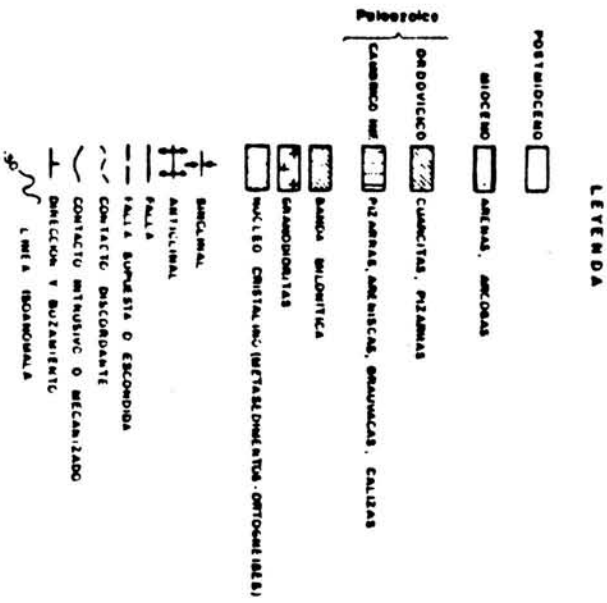 LEYENDA
POSTMIOCENO
MIOCENO ARENAS, ARCOSAS
Paleozoico
ORDOVICICO CUARCITAS, PIZARRAS
CAMBRICO INF. PIZARRAS, ARENISCAS, GRAUVACAS, CALIZAS
BANDA MILONITICA
GRANODIORITAS
NUCLEO CRISTALINO (METASEDIMENTOS-ORTOGNEISES)
SINCLINAL
ANTICLINAL
FALLA
FALLA SUPUESTA O ESCONDIDA
CONTACTO DISCORDANTE
CONTACTO INTRUSIVO O MECANIZADO
DIRECCION Y BUZAMIENTO
LINEA ISOANOMALA